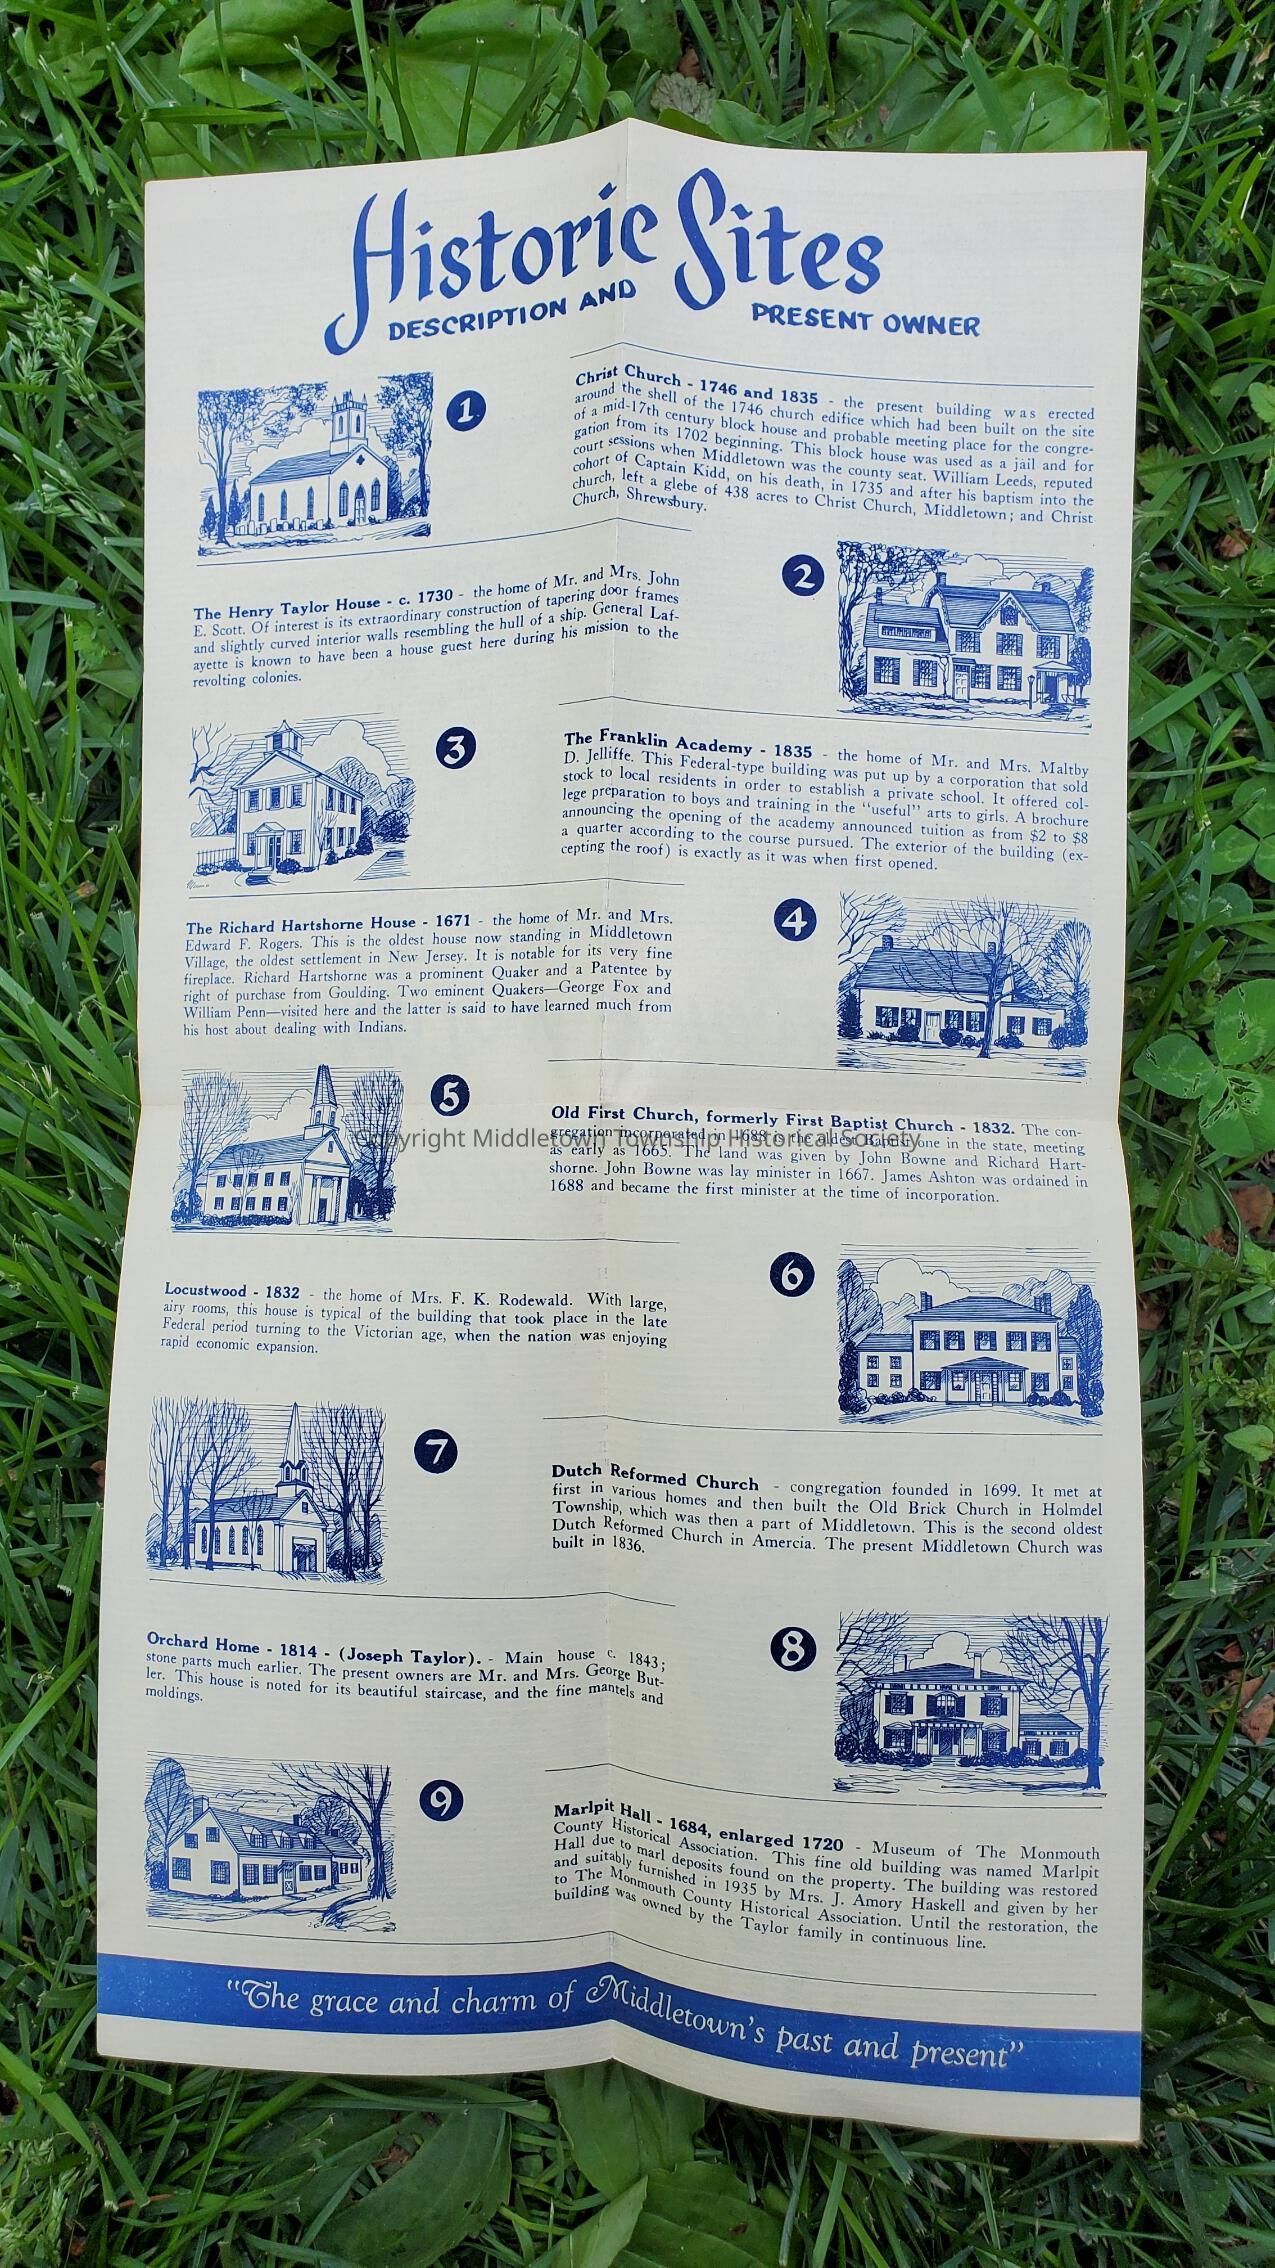 Historic Sites
DESCRIPTION AND PRESENT OWNER
1
Christ Church - 1746 and 1835 - the present building was erected
around the shell of the 1746 church edifice which had been built on the site
of a mid-17th century block house and probable meeting place for the congre-
gation from its 1702 beginning. This block house was used as a jail and for
court sessions when Middletown was the county seat. William Leeds, reputed
cohort of Captain Kidd, on his death, in 1735 and after his baptism into the
church, left a glebe of 438 acres to Christ Church, Middletown; and Christ
Church, Shrewsbury.
2
The Henry Taylor House - c. 1730 - the home of Mr. and Mrs. John
E. Scott. Of interest is its extraordinary construction of tapering door frames
and slightly curved interior walls resembling the hull of a ship. General Laf-
ayette is known to have been a house guest here during his mission to the
revolting colonies.
3
The Franklin Academy - 1835 - the home of Mr. and Mrs. Maltby
D. Jelliffe. This Federal-type building was put up by a corporation that sold
stock to local residents in order to establish a private school. It offered col-
lege preparation to boys and training in the "useful" arts to girls. A brochure
announcing the opening of the academy announced tuition as from $2 to $8
a quarter according to the course pursued. The exterior of the building (ex-
cepting the roof) is exactly as it was when first opened.
4
The Richard Hartshorne House - 1671 - the home of Mr. and Mrs.
Edward F. Rogers. This is the oldest house now standing in Middletown
Village, the oldest settlement in New Jersey. It is notable for its very fine
fireplace. Richard Hartshorne was a prominent Quaker and a Patentee by
right of purchase from Goulding. Two eminent Quakers—George Fox and
William Penn—visited here and the latter is said to have learned much from
his host about dealing with Indians.
5
Old First Church, formerly First Baptist Church - 1832. The con-
gregation incorporated in 1688 is the oldest Baptist one in the state, meeting
as early as 1665. The land was given by John Bowne and Richard Hart-
shorne. John Bowne was lay minister in 1667. James Ashton was ordained in
1688 and became the first minister at the time of incorporation.
Copyright Middletown Township Historical Society
6
Locustwood - 1832 - the home of Mrs. F. K. Rodewald. With large,
airy rooms, this house is typical of the building that took place in the late
Federal period turning to the Victorian age, when the nation was enjoying
rapid economic expansion.
7
Dutch Reformed Church - congregation founded in 1699. It met at
first in various homes and then built the Old Brick Church in Holmdel
Township, which was then a part of Middletown. This is the second oldest
Dutch Reformed Church in Amercia. The present Middletown Church was
built in 1836.
8
Orchard Home - 1814 - (Joseph Taylor). - Main house c. 1843;
stone parts much earlier. The present owners are Mr. and Mrs. George But-
ler. This house is noted for its beautiful staircase, and the fine mantels and
moldings.
9
Marlpit Hall - 1684, enlarged 1720 - Museum of The Monmouth
County Historical Association. This fine old building was named Marlpit
Hall due to marl deposits found on the property. The building was restored
and suitably furnished in 1935 by Mrs. J. Amory Haskell and given by her
to The Monmouth County Historical Association. Until the restoration, the
building was owned by the Taylor family in continuous line.
"The grace and charm of Middletown's past and present"